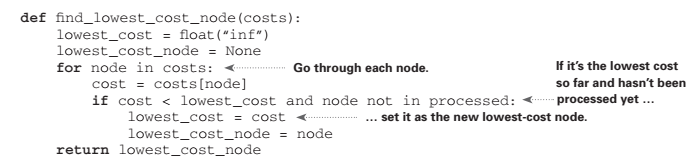 def find_lowest_cost_node(costs):
lowest_cost = float("inf")
lowest_cost_node = None
for node in costs: Go through each node.
If it's the lowest cost
so far and hasn't been
processed yet …
cost = costs[node]
if cost < lowest_cost and node not in processed:
lowest_cost = cost … set it as the new lowest-cost node.
lowest_cost_node = node
return lowest_cost_node